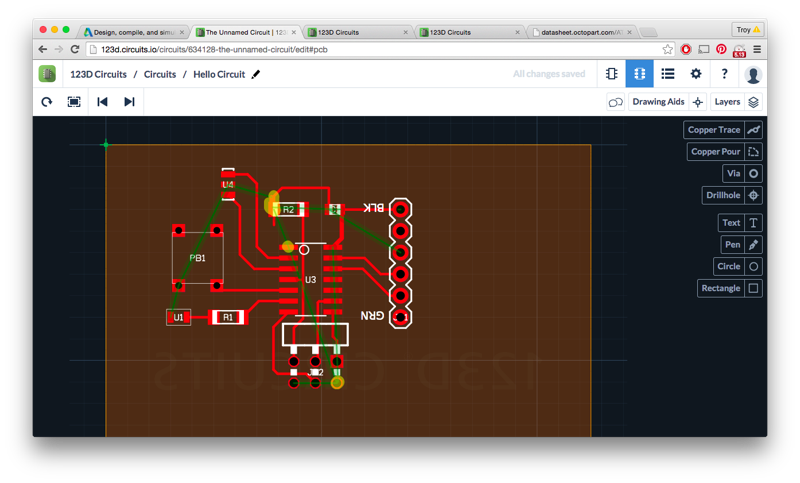 Design, compile, and simu
The Unnamed Circuit | 123
123D Circuits
123D Circuits
datasheet.octopart.com/AT
Troy
123d.circuits.io/circuits/634128-the-unnamed-circuit/edit#pcb
123D Circuits / Circuits / Hello Circuit
All changes saved
?
Drawing Aids
Layers
Copper Trace
Copper Pour
Via
Drillhole
Text
Pen
Circle
Rectangle
U4
R2
BLK
PB1
U3
U1
R1
GRN
123D CIRCUITS